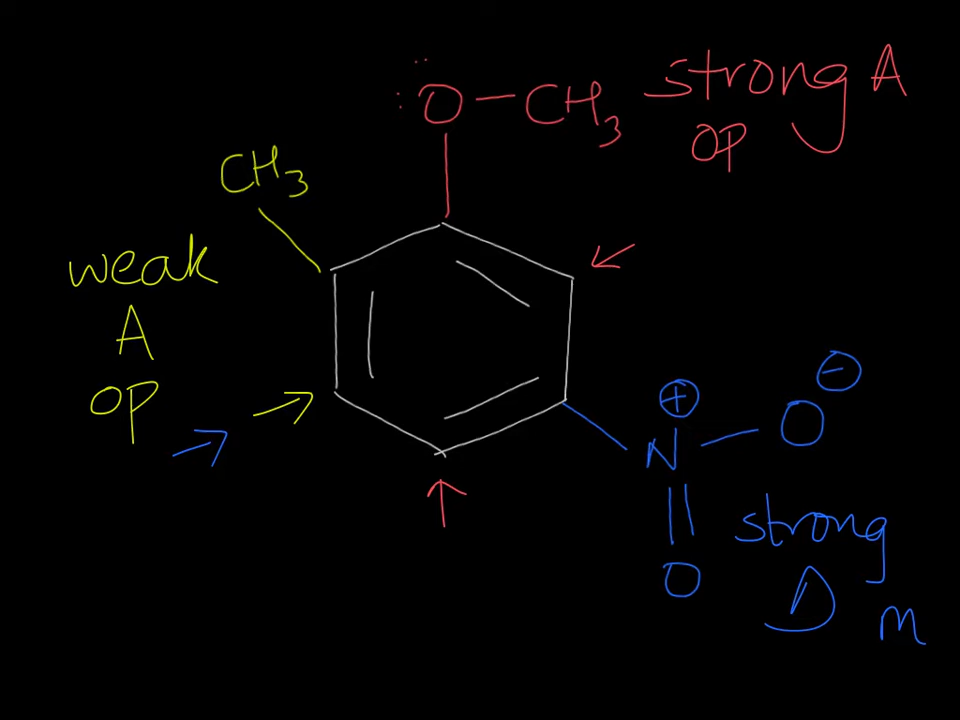 :O—CH3 strong A
OP
CH3
weak
A
OP
N⊕ O⊖
O
strong
D m